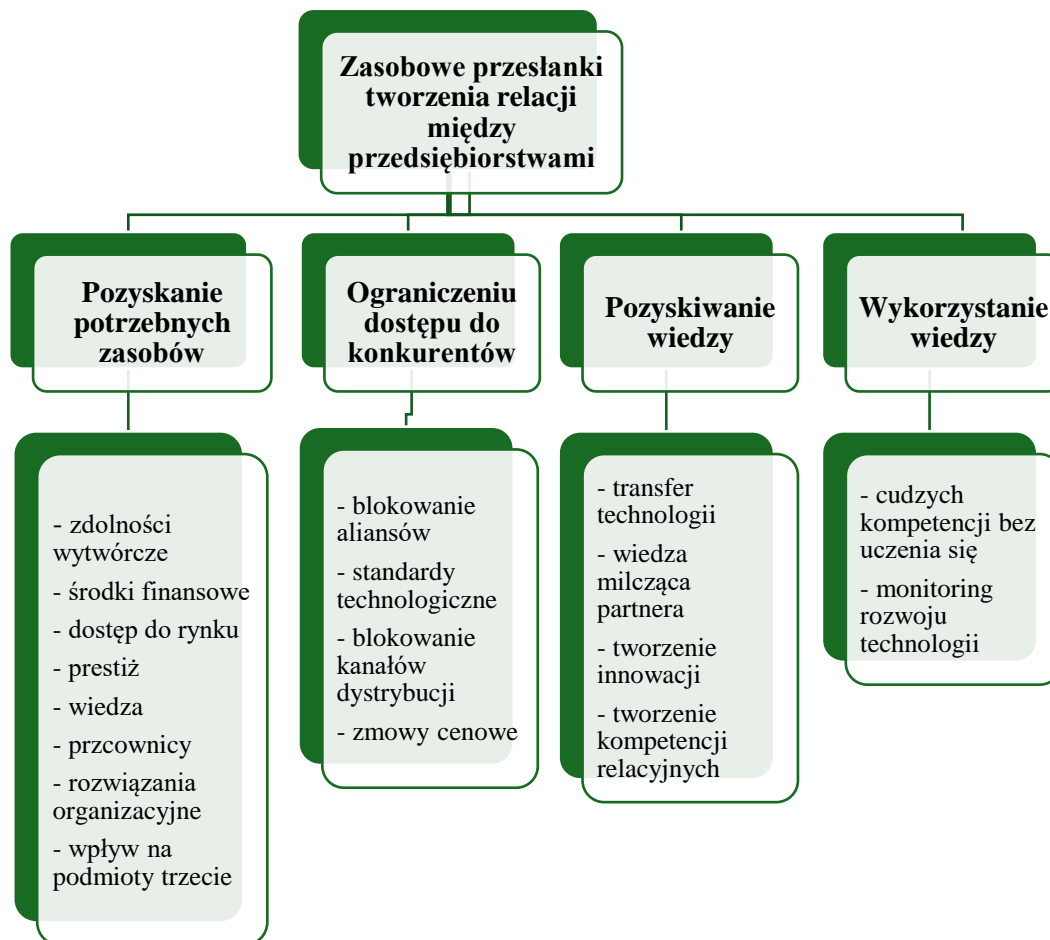 Zasobowe przesłanki
tworzenia relacji
między
przedsiębiorstwami
Pozyskanie
potrzebnych
zasobów
- zdolności
wytwórcze
- środki finansowe
- dostęp do rynku
- prestiż
- wiedza
- przcownicy
- rozwiązania
organizacyjne
- wpływ na
podmioty trzecie
Ograniczeniu
dostępu do
konkurentów
- blokowanie
aliansów
- standardy
technologiczne
- blokowanie
kanałów
dystrybucji
- zmowy cenowe
Pozyskiwanie
wiedzy
- transfer
technologii
- wiedza
milcząca
partnera
- tworzenie
innowacji
- tworzenie
kompetencji
relacyjnych
Wykorzystanie
wiedzy
- cudzych
kompetencji bez
uczenia się
- monitoring
rozwoju
technologii